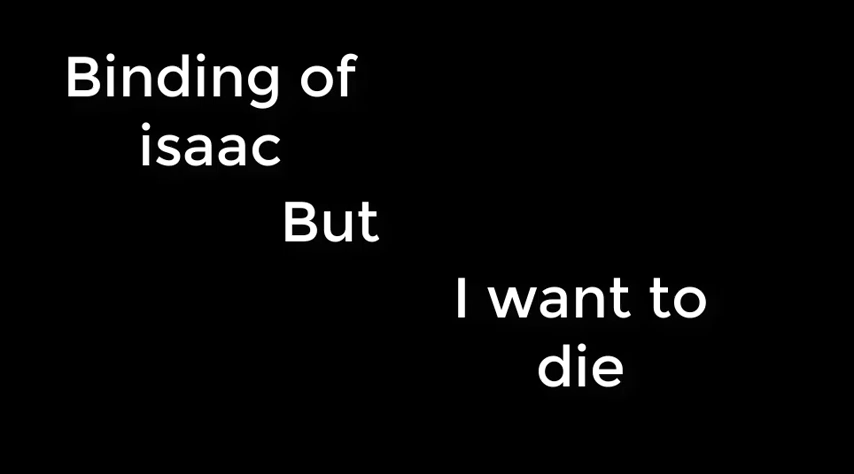 Binding of
isaac
But
I want to
die